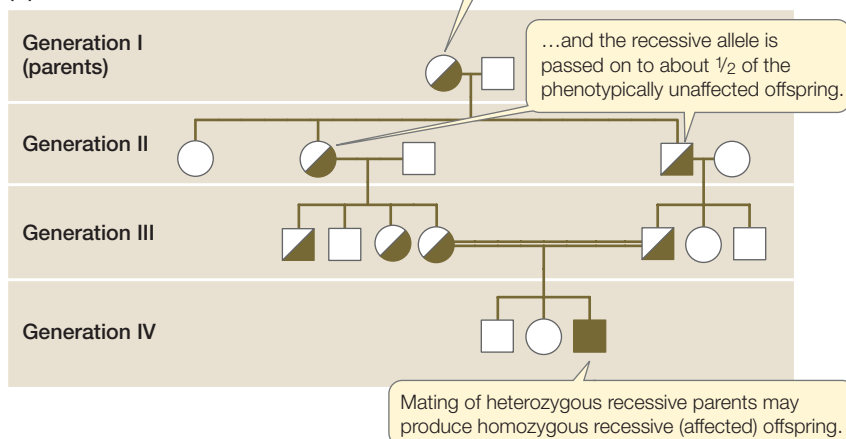 Generation I
(parents)
…and the recessive allele is
passed on to about 1/2 of the
phenotypically unaffected offspring.
Generation II
Generation III
Generation IV
Mating of heterozygous recessive parents may
produce homozygous recessive (affected) offspring.